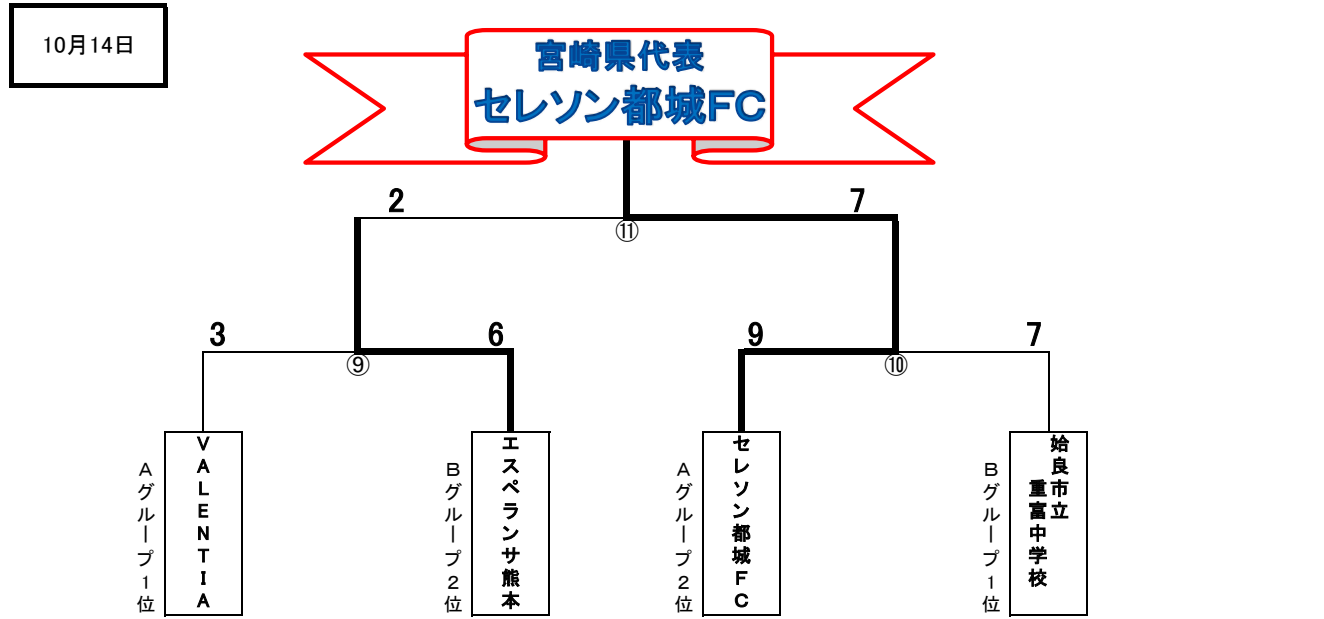 10月14日
宮崎県代表
セレソン都城FC
2
7
⑪
3
6
9
7
⑨
⑩
Aグループ1位
VALENTIA
Bグループ2位
エスペランサ熊本
Aグループ2位
セレソン都城FC
Bグループ1位
姶良市立
重富中学校